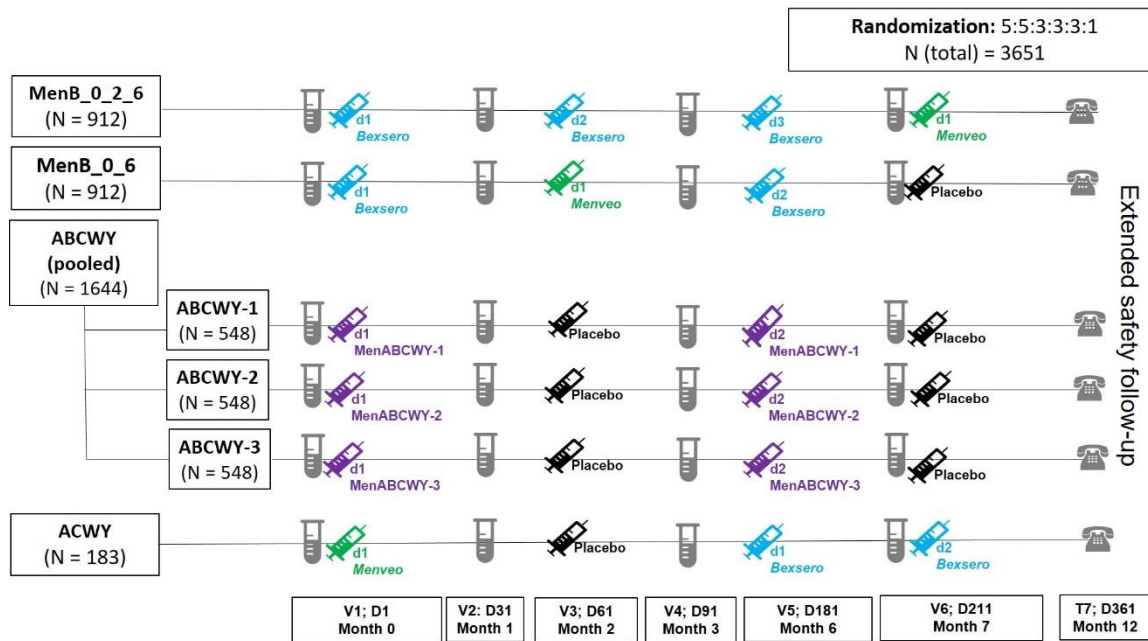 Randomization: 5:5:3:3:3:1
N (total) = 3651
MenB_0_2_6
(N = 912)
d1
Bexsero
d2
Bexsero
d3
Bexsero
d1
Menveo
MenB_0_6
(N = 912)
d1
Bexsero
d1
Menveo
d2
Bexsero
Placebo
ABCWY
(pooled)
(N = 1644)
ABCWY-1
(N = 548)
d1
MenABCWY-1
Placebo
d2
MenABCWY-1
Placebo
ABCWY-2
(N = 548)
d1
MenABCWY-2
Placebo
d2
MenABCWY-2
Placebo
ABCWY-3
(N = 548)
d1
MenABCWY-3
Placebo
d2
MenABCWY-3
Placebo
ACWY
(N = 183)
d1
Menveo
Placebo
d1
Bexsero
d2
Bexsero
Extended safety follow-up
V1; D1
Month 0
V2: D31
Month 1
V3; D61
Month 2
V4; D91
Month 3
V5; D181
Month 6
V6; D211
Month 7
T7; D361
Month 12